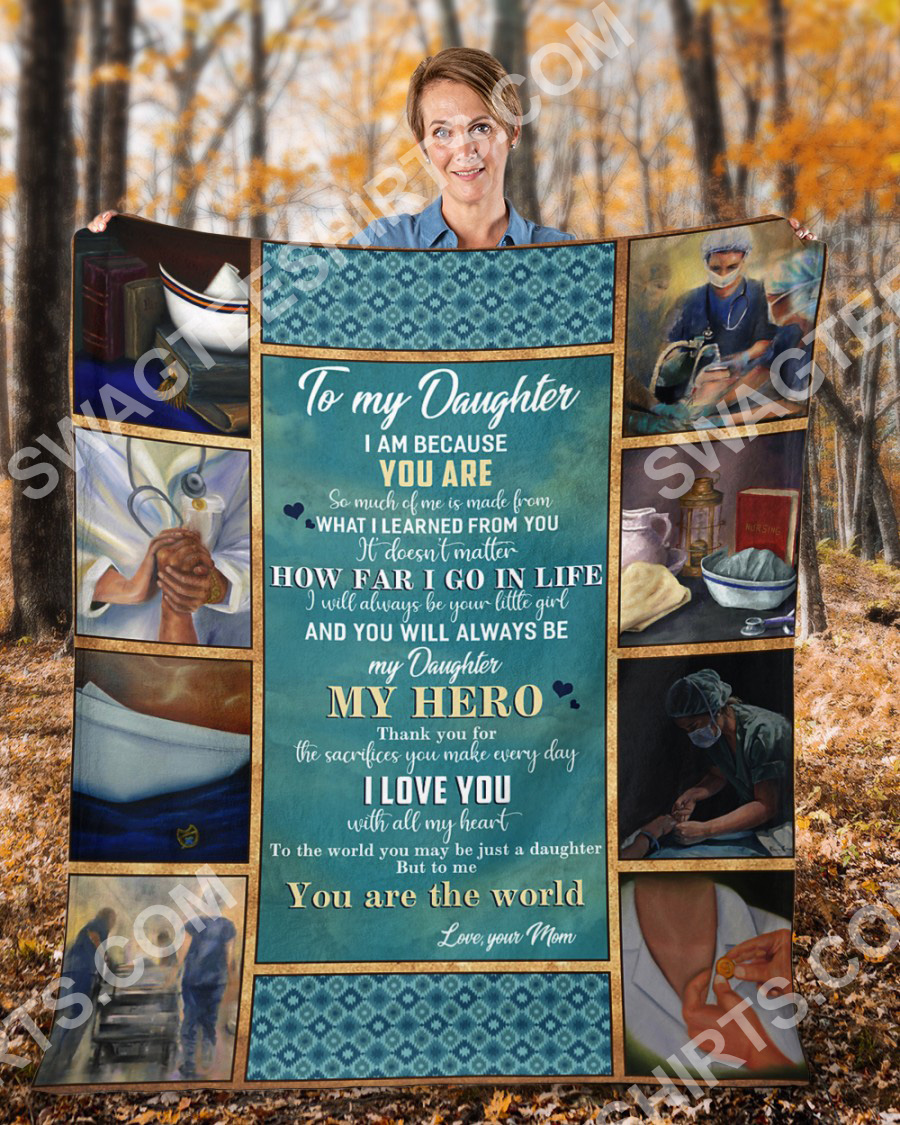 To my Daughter
I AM BECAUSE
YOU ARE
So much of me is made from
WHAT I LEARNED FROM YOU
It doesn't matter
HOW FAR I GO IN LIFE
I will always be your little girl
AND YOU WILL ALWAYS BE
my Daughter
MY HERO
Thank you for
the sacrifices you make every day
I LOVE YOU
with all my heart
To the world you may be just a daughter
But to me
You are the world
Love, your Mom
NURSING
SWAGTEESHIRTS.COM
SWAGTEE
SWAGTEESHIRTS.COM
RTS.COM